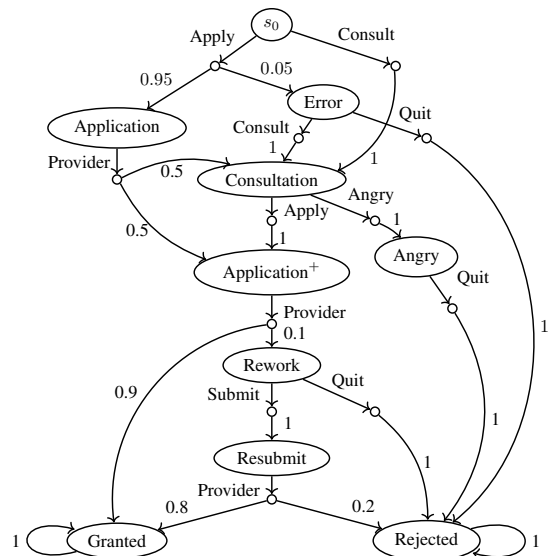 s₀
Apply
Consult
0.95
0.05
Error
Application
Consult
Quit
Provider
1
1
0.5
Consultation
Angry
Apply
1
0.5
1
Angry
Application⁺
Quit
Provider
0.1
1
Rework
0.9
Submit
Quit
1
1
Resubmit
1
Provider
0.8
0.2
1
Granted
Rejected
1